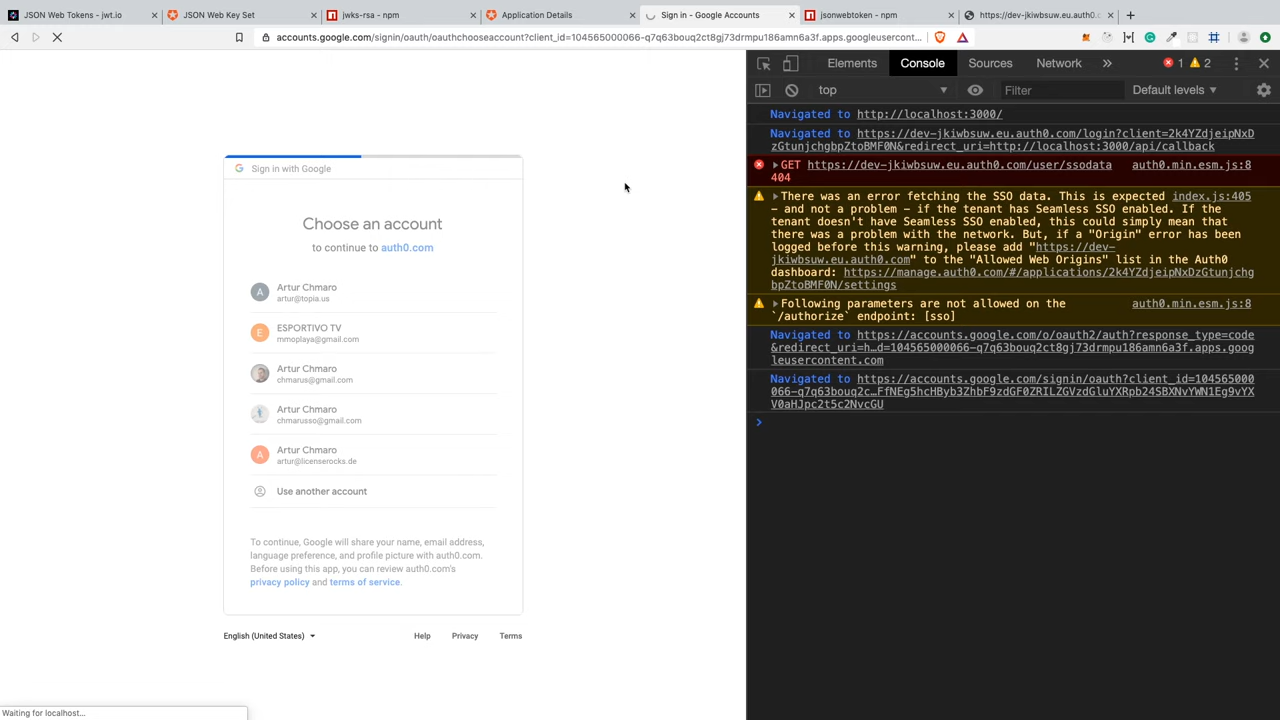 JSON Web Tokens - jwt.io
JSON Web Key Set
jwks-rsa - npm
Application Details
Sign in - Google Accounts
jsonwebtoken - npm
https://dev-jkiwbsuw.eu.auth0.c
accounts.google.com/signin/oauth/oauthchooseaccount?client_id=104565000066-q7q63bouq2ct8gj73drmpu186amn6a3f.apps.googleusercont...
Elements
Console
Sources
Network
1
2
top
Filter
Default levels
Navigated to http://localhost:3000/
Navigated to https://dev-jkiwbsuw.eu.auth0.com/login?client=2k4YZdjeipNxD
zGtunjchgbpZtoBMF0N&redirect_uri=http://localhost:3000/api/callback
GET https://dev-jkiwbsuw.eu.auth0.com/user/ssodata auth0.min.esm.js:8
404
There was an error fetching the SSO data. This is expected index.js:405
- and not a problem - if the tenant has Seamless SSO enabled. If the
tenant doesn't have Seamless SSO enabled, this could simply mean that
there was a problem with the network. But, if a "Origin" error has been
logged before this warning, please add "https://dev-
jkiwbsuw.eu.auth0.com" to the "Allowed Web Origins" list in the Auth0
dashboard: https://manage.auth0.com/#/applications/2k4YZdjeipNxDzGtunjchg
bpZtoBMF0N/settings
Following parameters are not allowed on the auth0.min.esm.js:8
`/authorize` endpoint: [sso]
Navigated to https://accounts.google.com/o/oauth2/auth?response_type=code
&redirect_uri=h…d=104565000066-q7q63bouq2ct8gj73drmpu186amn6a3f.apps.goog
leusercontent.com
Navigated to https://accounts.google.com/signin/oauth?client_id=104565000
066-q7q63bouq2c…FfNEg5hcHByb3ZhbF9zdGF0ZRILZGVzdGluYXRpb24SBXNvYWN1Eg9vYX
V0aHJpc2t5c2NvcGU
Sign in with Google
Choose an account
to continue to auth0.com
A
Artur Chmaro
artur@topia.us
E
ESPORTIVO TV
mmoplaya@gmail.com
Artur Chmaro
chmarus@gmail.com
Artur Chmaro
chmarusso@gmail.com
A
Artur Chmaro
artur@licenserocks.de
Use another account
To continue, Google will share your name, email address,
language preference, and profile picture with auth0.com.
Before using this app, you can review auth0.com's
privacy policy and terms of service.
English (United States)
Help
Privacy
Terms
Waiting for localhost...